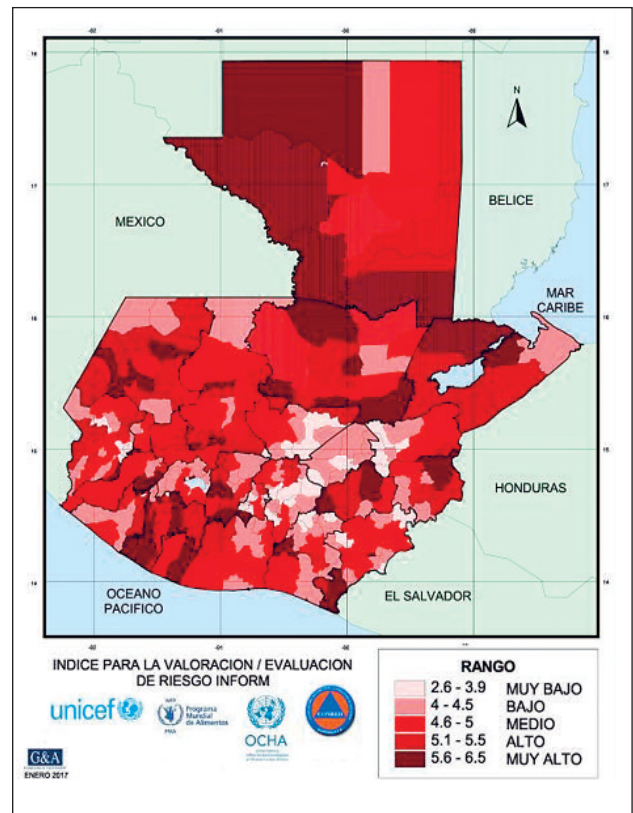 N
MEXICO
BELICE
MAR
CARIBE
HONDURAS
OCEANO
PACIFICO
EL SALVADOR
INDICE PARA LA VALORACION / EVALUACION
DE RIESGO INFORM
unicef
WFP
PMA
Programa
Mundial
de Alimentos
OCHA
G&A
ENERO 2017
RANGO
2.6 - 3.9 MUY BAJO
4 - 4.5 BAJO
4.6 - 5 MEDIO
5.1 - 5.5 ALTO
5.6 - 6.5 MUY ALTO